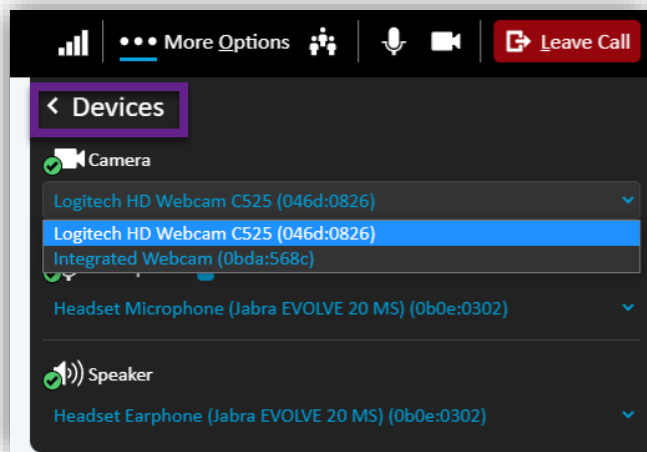 More Options
Leave Call
< Devices
Camera
Logitech HD Webcam C525 (046d:0826)
Logitech HD Webcam C525 (046d:0826)
Integrated Webcam (0bda:568c)
Headset Microphone (Jabra EVOLVE 20 MS) (0b0e:0302)
Speaker
Headset Earphone (Jabra EVOLVE 20 MS) (0b0e:0302)